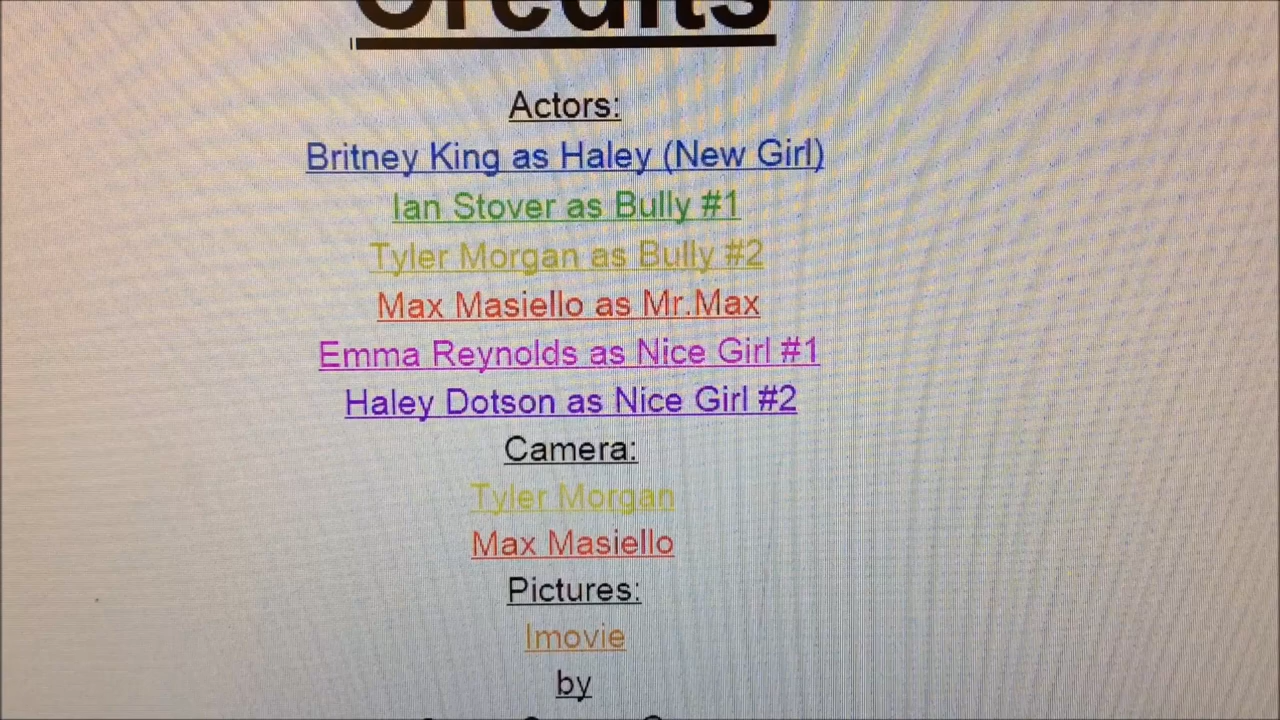 Credits
Actors:
Britney King as Haley (New Girl)
Ian Stover as Bully #1
Tyler Morgan as Bully #2
Max Masiello as Mr.Max
Emma Reynolds as Nice Girl #1
Haley Dotson as Nice Girl #2
Camera:
Tyler Morgan
Max Masiello
Pictures:
Imovie
by